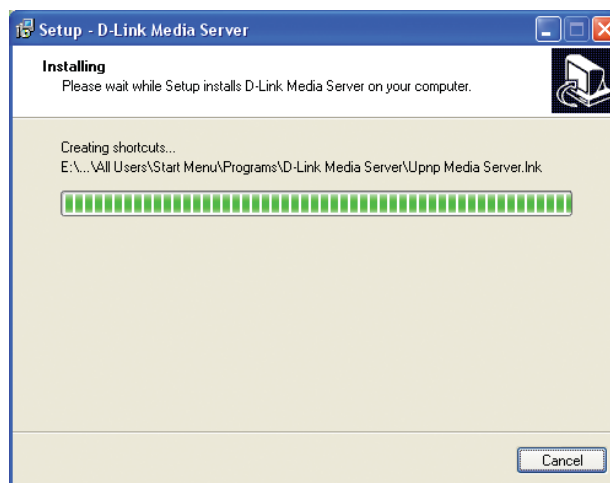 Setup - D-Link Media Server
Installing
Please wait while Setup installs D-Link Media Server on your computer.
Creating shortcuts...
E:\...\All Users\Start Menu\Programs\D-Link Media Server\Upnp Media Server.lnk
Cancel